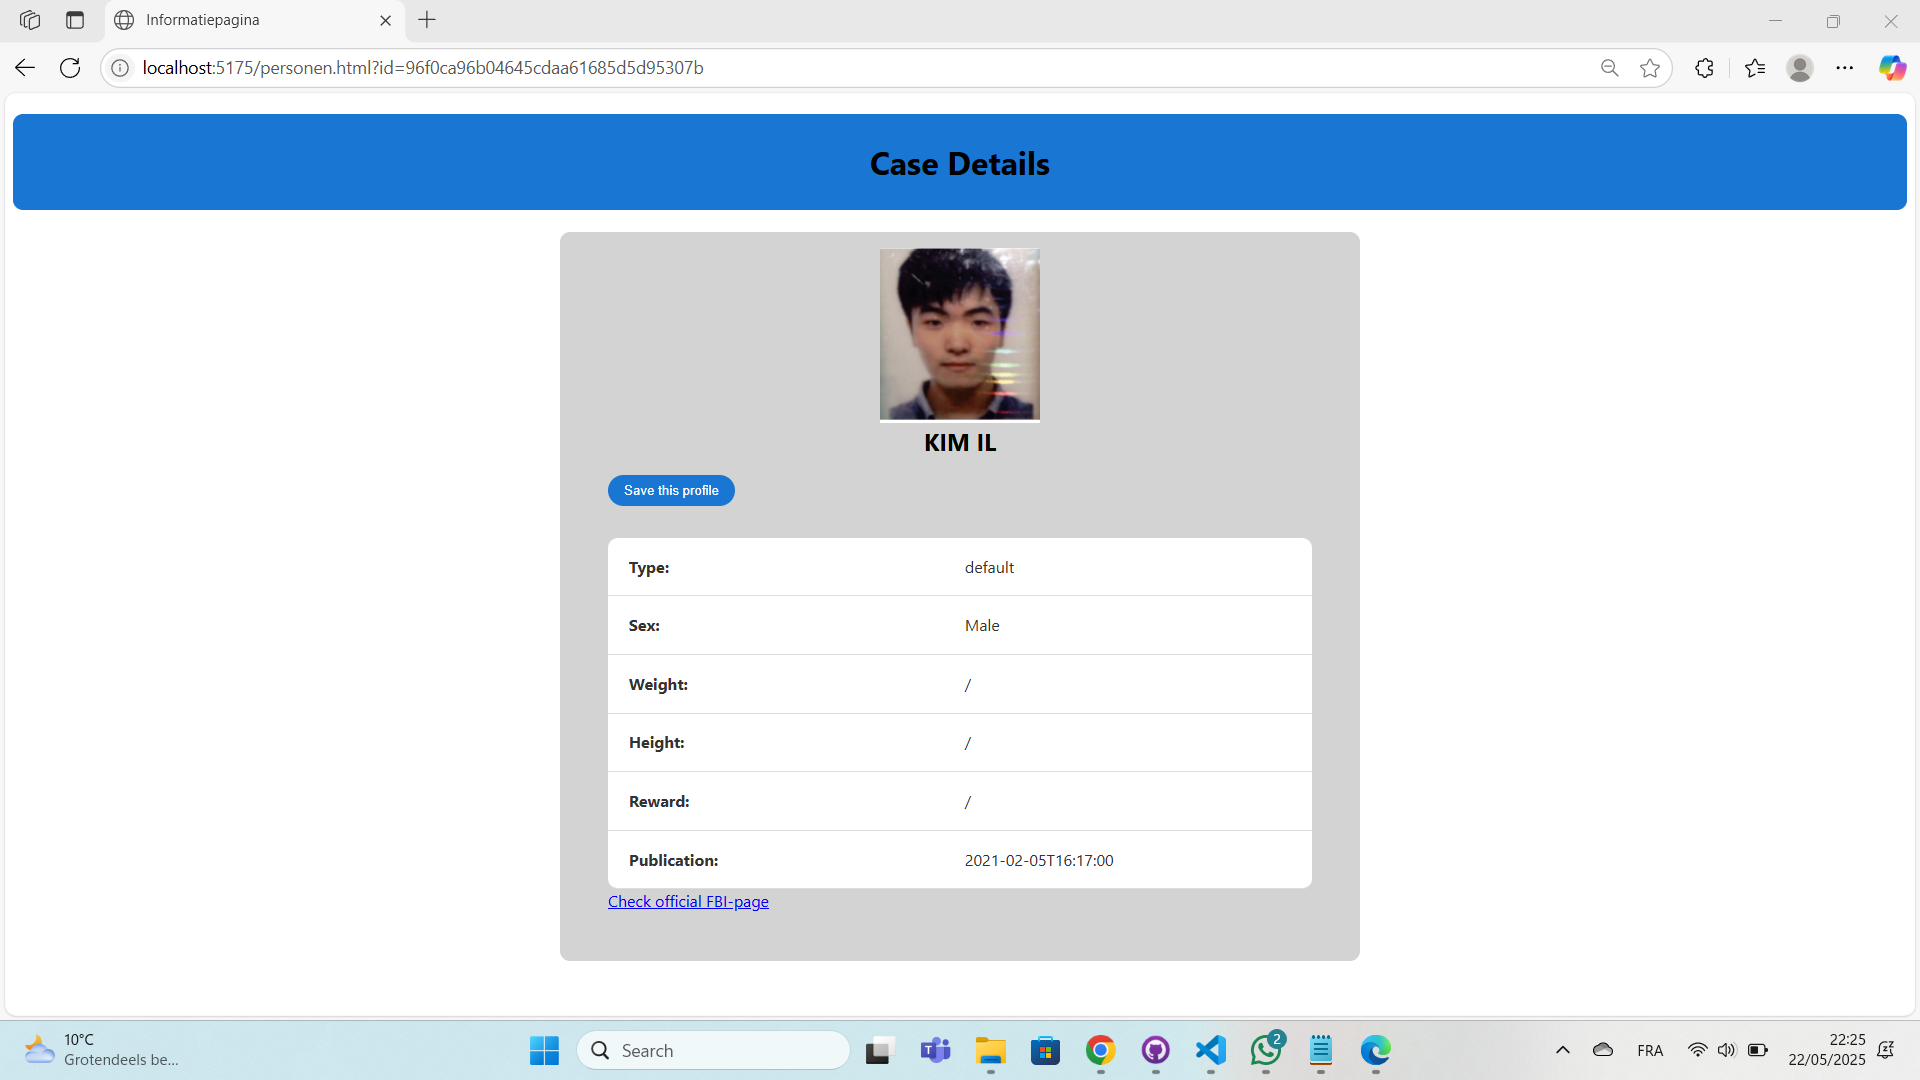 Informatiepagina
localhost:5175/personen.html?id=96f0ca96b04645cdaa61685d5d95307b
Case Details
KIM IL
Save this profile
Type: default
Sex: Male
Weight: /
Height: /
Reward: /
Publication: 2021-02-05T16:17:00
Check official FBI-page
10°C
Grotendeels be...
Search
2
FRA
22:25
22/05/2025